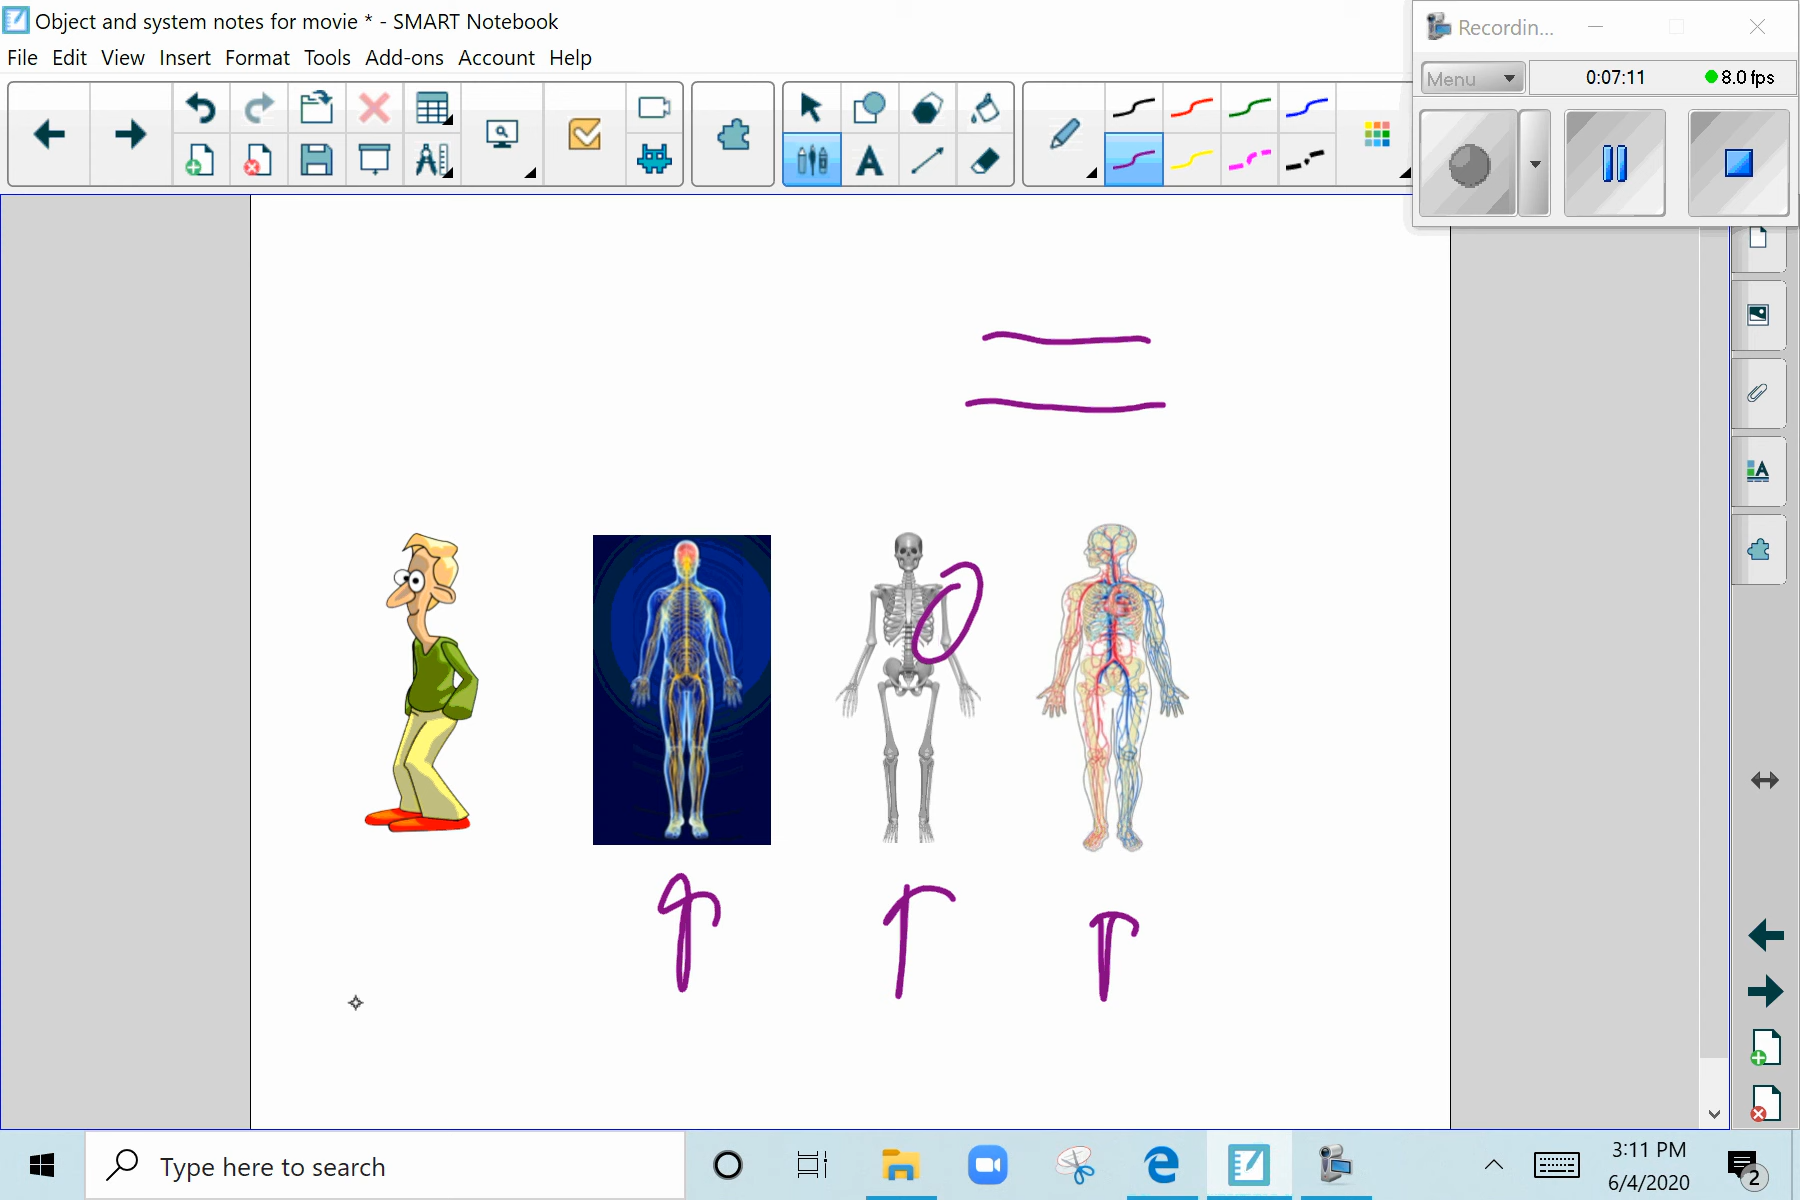 Object and system notes for movie * - SMART Notebook
File Edit View Insert Format Tools Add-ons Account Help
Recordin...
Menu
0:07:11
8.0 fps
A
A
Type here to search
3:11 PM
6/4/2020
2